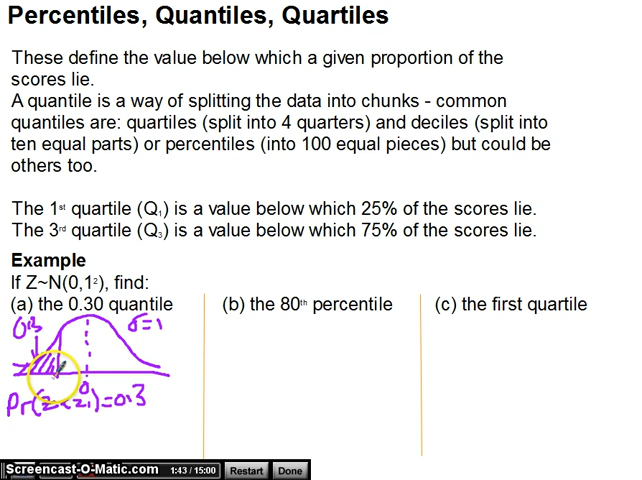 Percentiles, Quantiles, Quartiles
These define the value below which a given proportion of the
scores lie.
A quantile is a way of splitting the data into chunks - common
quantiles are: quartiles (split into 4 quarters) and deciles (split into
ten equal parts) or percentiles (into 100 equal pieces) but could be
others too.
The 1st quartile (Q₁) is a value below which 25% of the scores lie.
The 3rd quartile (Q₃) is a value below which 75% of the scores lie.
Example
If Z~N(0,1²), find:
(a) the 0.30 quantile
(b) the 80th percentile
(c) the first quartile
0.3
σ=1
0
Pr(Z<z₁)=0.3
Screencast-O-Matic.com
1:43 / 15:00
Restart
Done